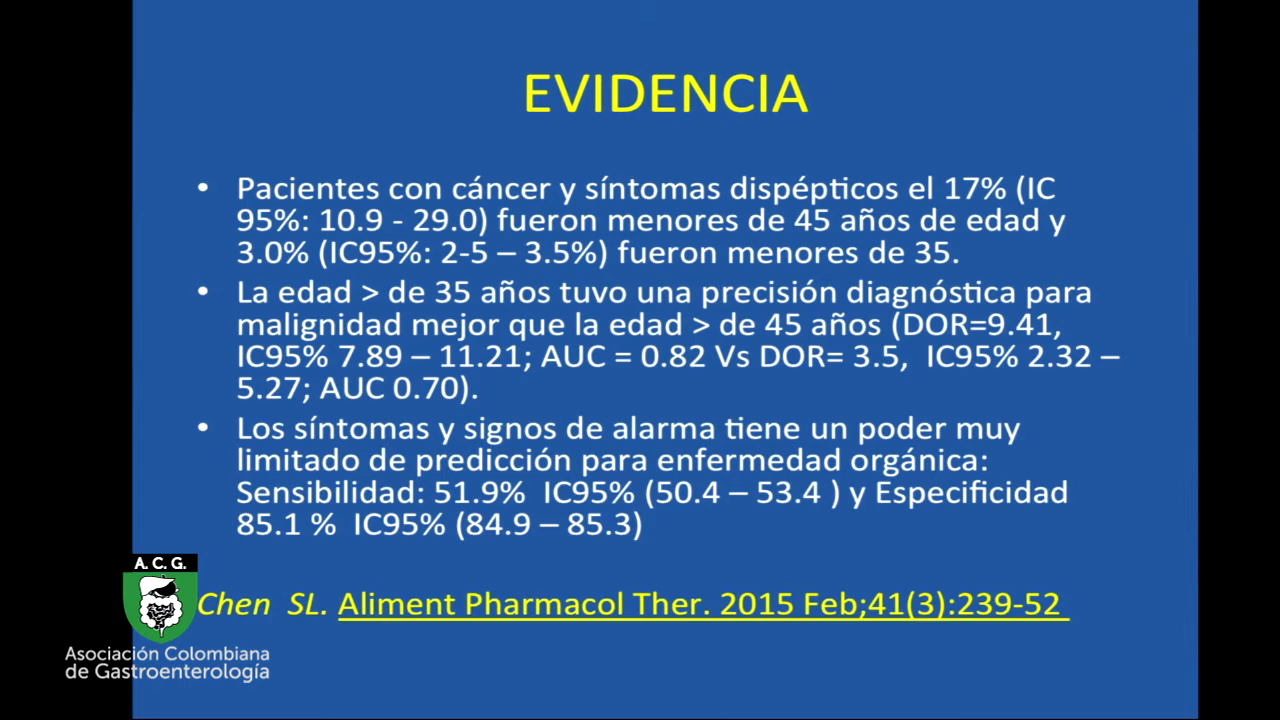 EVIDENCIA
• Pacientes con cáncer y síntomas dispépticos el 17% (IC
95%: 10.9 - 29.0) fueron menores de 45 años de edad y
3.0% (IC95%: 2-5 – 3.5%) fueron menores de 35.
• La edad > de 35 años tuvo una precisión diagnóstica para
malignidad mejor que la edad > de 45 años (DOR=9.41,
IC95% 7.89 – 11.21; AUC = 0.82 Vs DOR= 3.5, IC95% 2.32 –
5.27; AUC 0.70).
• Los síntomas y signos de alarma tiene un poder muy
limitado de predicción para enfermedad orgánica:
Sensibilidad: 51.9% IC95% (50.4 – 53.4 ) y Especificidad
85.1 % IC95% (84.9 – 85.3)
Chen SL. Aliment Pharmacol Ther. 2015 Feb;41(3):239-52
A. C. G.
Asociación Colombiana
de Gastroenterología